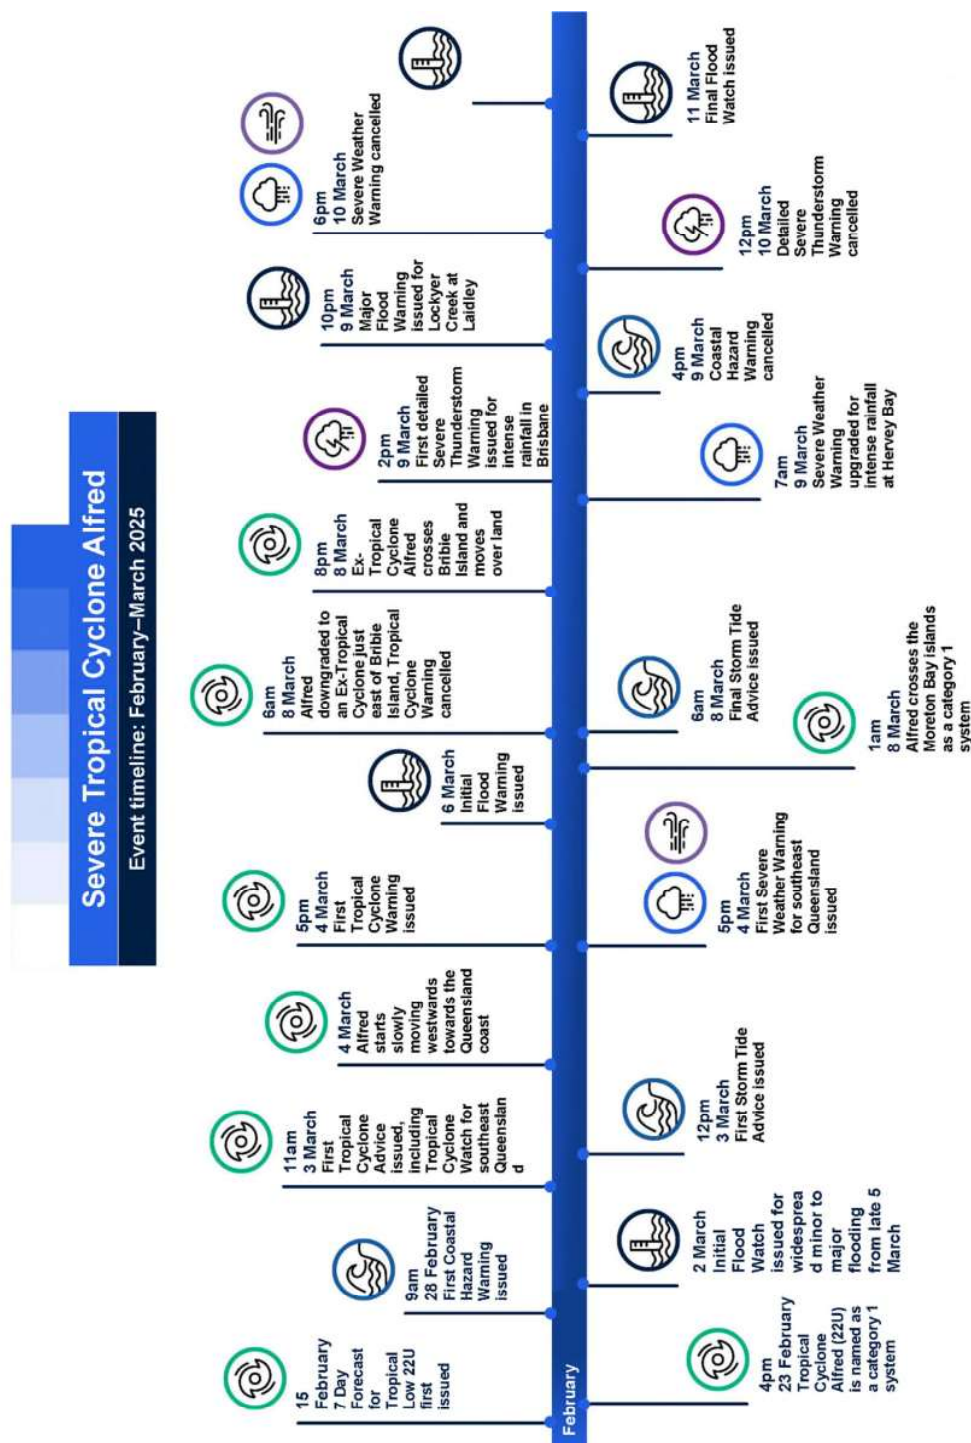 Severe Tropical Cyclone Alfred
Event timeline: February–March 2025
15
February
7 Day
Forecast
for
Tropical
Low 22U
first
issued
9am
28 February
First Coastal
Hazard
Warning
issued
11am
3 March
First
Tropical
Cyclone
Advice
issued,
including
Tropical
Cyclone
Watch for
southeast
Queenslan
d
4 March
Alfred
starts
slowly
moving
westwards
towards the
Queensland
coast
5pm
4 March
First
Tropical
Cyclone
Warning
issued
6 March
Initial
Flood
Warning
issued
6am
8 March
Alfred
downgraded to
an Ex-Tropical
Cyclone just
east of Bribie
Island, Tropical
Cyclone
Warning
cancelled
8pm
8 March
Ex-
Tropical
Cyclone
Alfred
crosses
Bribie
Island and
moves
over land
2pm
9 March
First detailed
Severe
Thunderstorm
Warning
issued for
intense
rainfall in
Brisbane
10pm
9 March
Major
Flood
Warning
issued for
Lockyer
Creek at
Laidley
6pm
10 March
Severe Weather
Warning cancelled
February
4pm
23 February
Tropical
Cyclone
Alfred (22U)
is named as
a category 1
system
2 March
Initial
Flood
Watch
issued for
widesprea
d minor to
major
flooding
from late 5
March
12pm
3 March
First Storm Tide
Advice issued
5pm
4 March
First Severe
Weather Warning
for southeast
Queensland
issued
1am
8 March
Alfred crosses the
Moreton Bay islands
as a category 1
system
6am
8 March
Final Storm Tide
Advice issued
7am
9 March
Severe Weather
Warning
upgraded for
intense rainfall
at Hervey Bay
4pm
9 March
Coastal
Hazard
Warning
cancelled
12pm
10 March
Detailed
Severe
Thunderstorm
Warning
cancelled
11 March
Final Flood
Watch issued